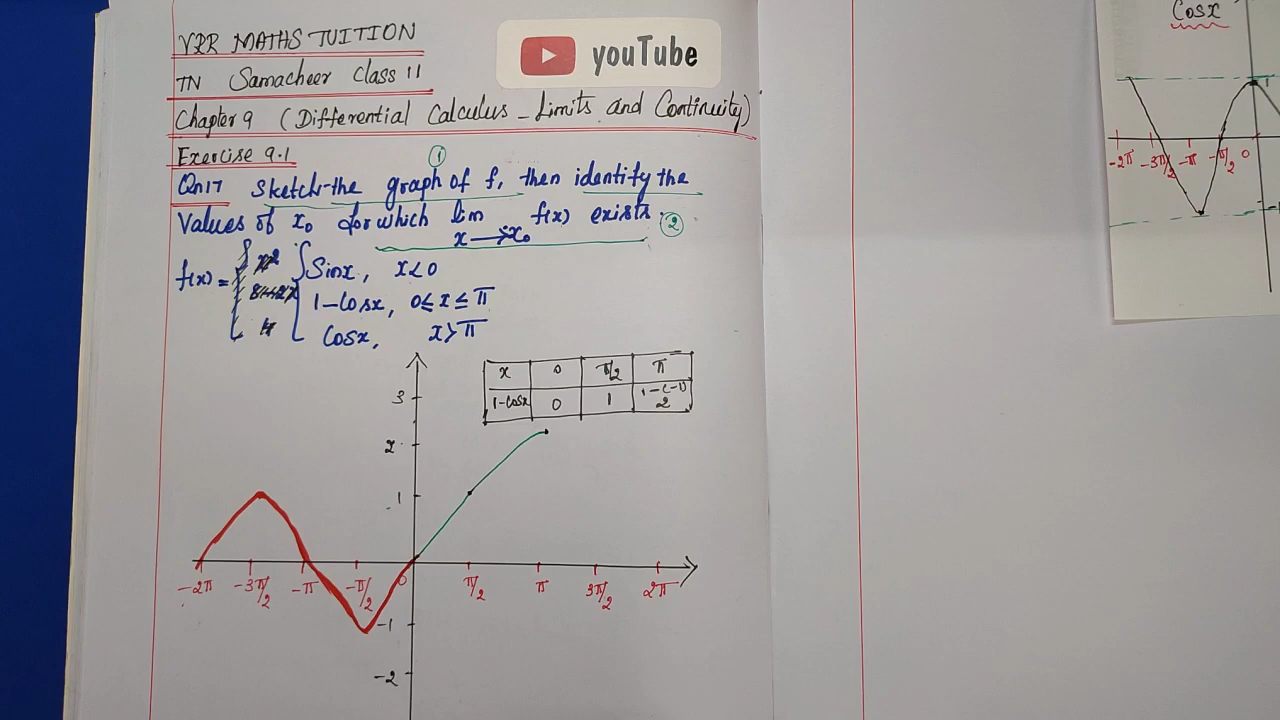 VRR MATHS TUITION
YouTube
TN Samacheer Class 11
Chapter 9 (Differential Calculus - Limits and Continuity)
Exercise 9.1
①
Qn 17 Sketch the graph of f, then identify the
Values of x₀ for which lim f(x) exists. ②
x→x₀
f(x) = { Sinx, x<0
1-Cosx, 0≤x≤π
Cosx, x>π
x 0 π/2 π
1-cosx 0 1 1-(-1) 2
3
2
1
-2π -3π/2 -π -π/2 0 π/2 π 3π/2 2π
-1
-2
Cosx
1
-2π -3π/2 -π -π/2 0